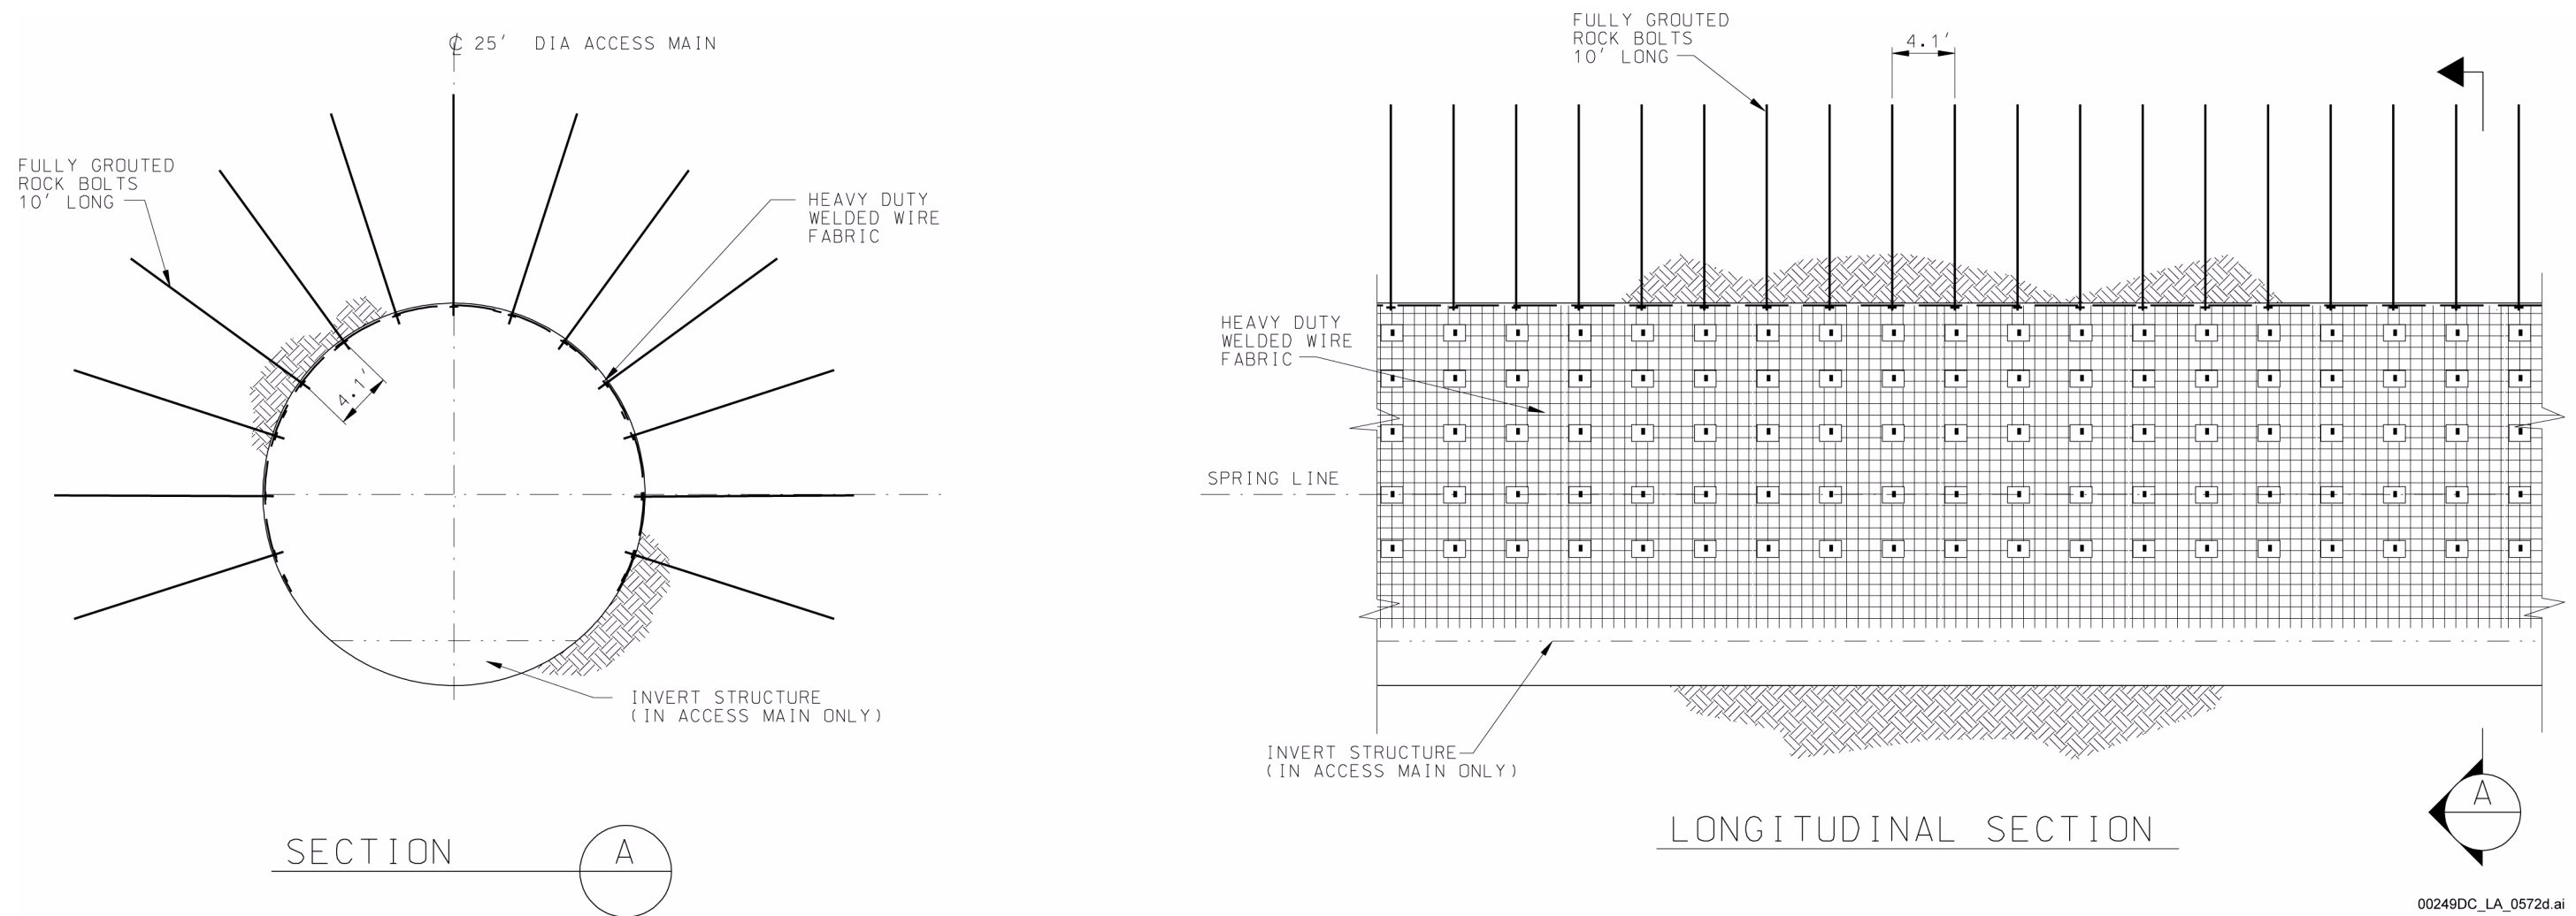 ℄ 25′ DIA ACCESS MAIN
FULLY GROUTED
ROCK BOLTS
10′ LONG
HEAVY DUTY
WELDED WIRE
FABRIC
4.1′
INVERT STRUCTURE
(IN ACCESS MAIN ONLY)
SECTION
A
FULLY GROUTED
ROCK BOLTS
10′ LONG
4.1′
HEAVY DUTY
WELDED WIRE
FABRIC
SPRING LINE
INVERT STRUCTURE
(IN ACCESS MAIN ONLY)
LONGITUDINAL SECTION
A
00249DC_LA_0572d.ai